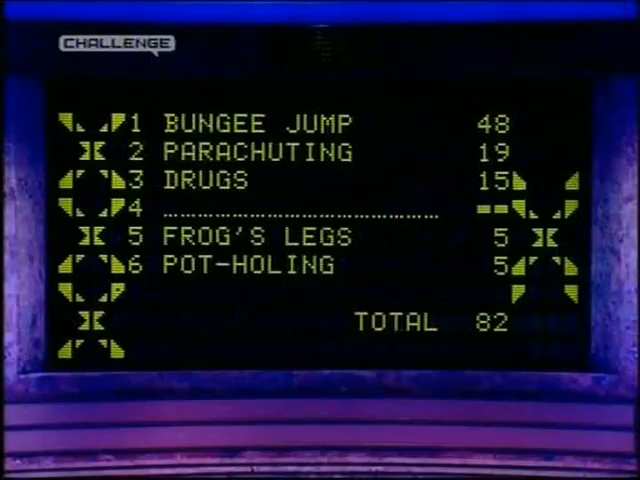 CHALLENGE
1 BUNGEE JUMP 48
2 PARACHUTING 19
3 DRUGS 15
4 ........................................ --
5 FROG'S LEGS 5
6 POT-HOLING 5
TOTAL 82